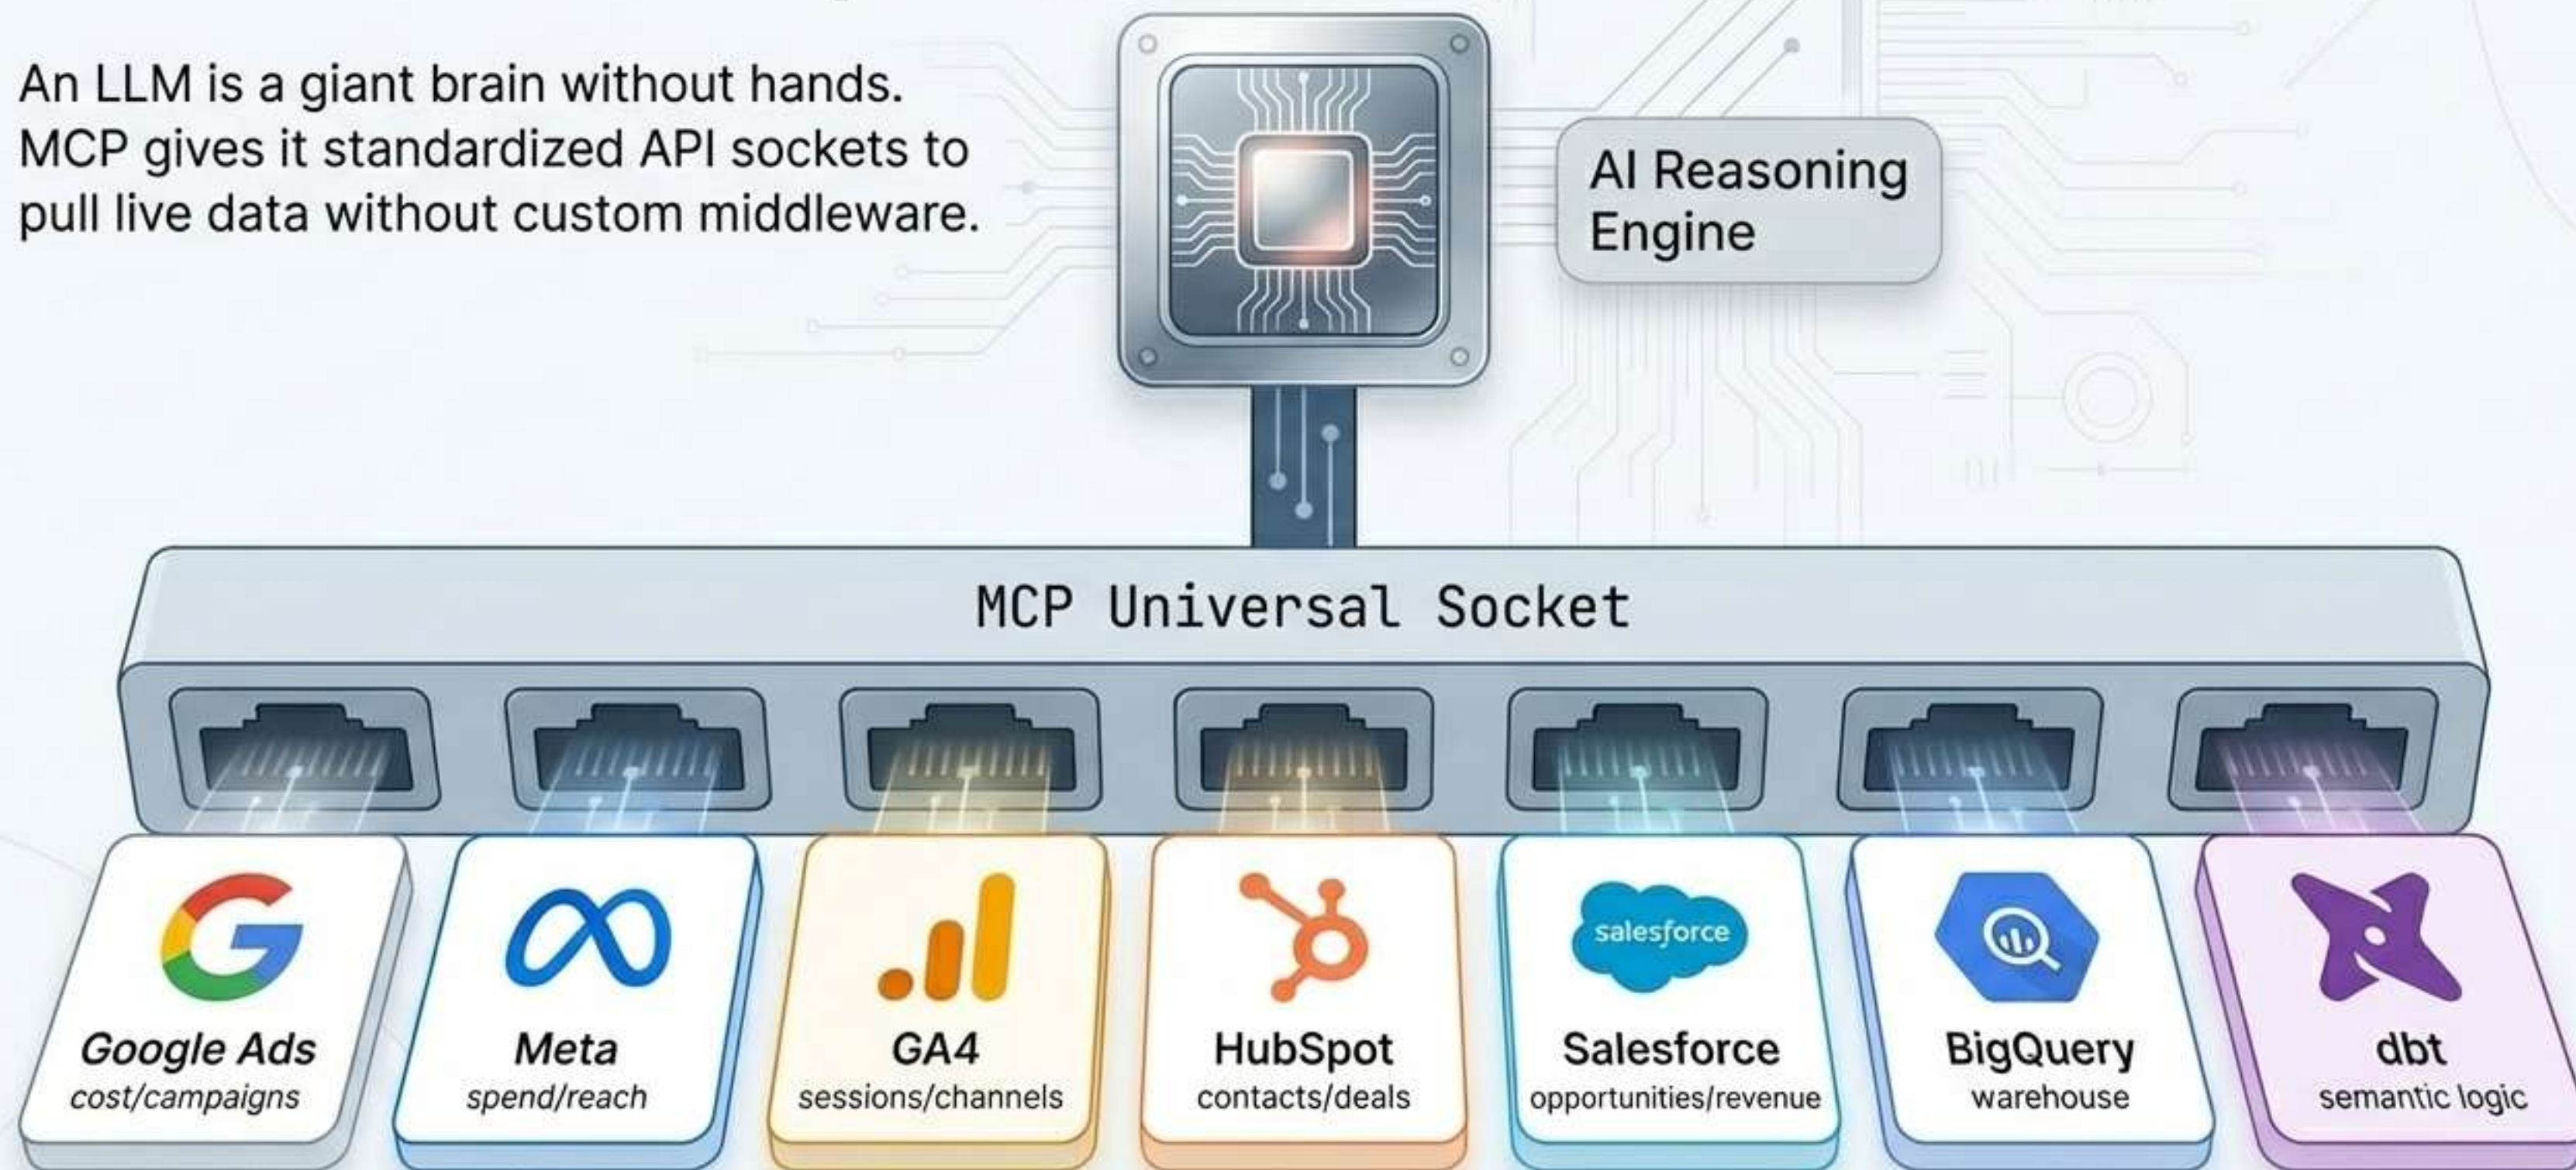 An LLM is a giant brain without hands.
MCP gives it standardized API sockets to
pull live data without custom middleware.
AI Reasoning
Engine
MCP Universal Socket
Google Ads
cost/campaigns
Meta
spend/reach
GA4
sessions/channels
HubSpot
contacts/deals
salesforce
Salesforce
opportunities/revenue
BigQuery
warehouse
dbt
semantic logic